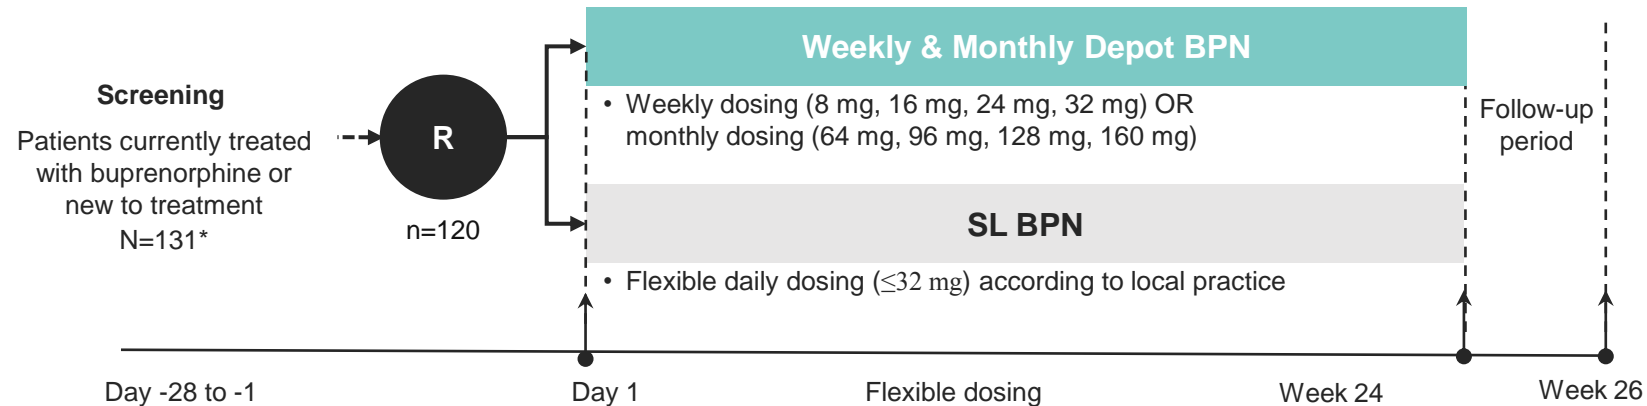 Screening
Patients currently treated
with buprenorphine or
new to treatment
N=131*
R
n=120
Weekly & Monthly Depot BPN
• Weekly dosing (8 mg, 16 mg, 24 mg, 32 mg) OR
monthly dosing (64 mg, 96 mg, 128 mg, 160 mg)
SL BPN
• Flexible daily dosing (≤32 mg) according to local practice
Follow-up
period
Day -28 to -1
Day 1
Flexible dosing
Week 24
Week 26